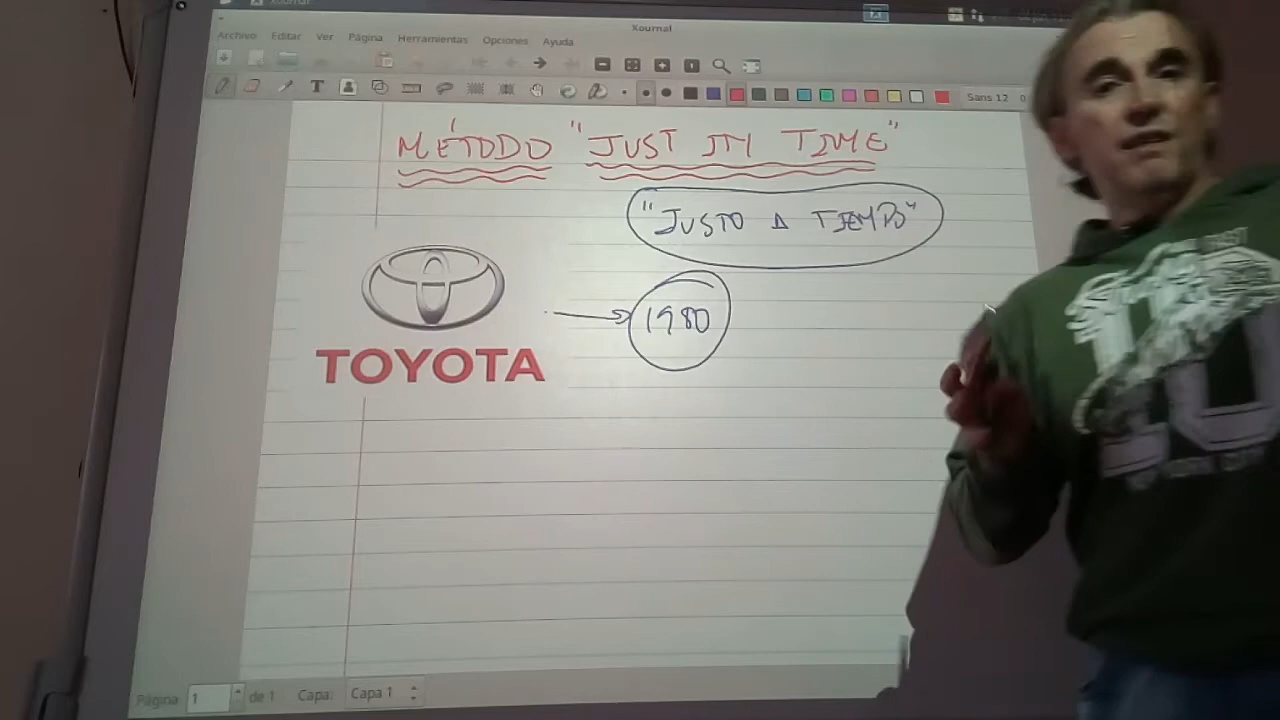 Xournal
Archivo Editar Ver Página Herramientas Opciones Ayuda
Sans 12
MÉTODO "JUST IN TIME"
"JUSTO A TIEMPO"
1980
TOYOTA
Página 1 de 1 Capa: Capa 1